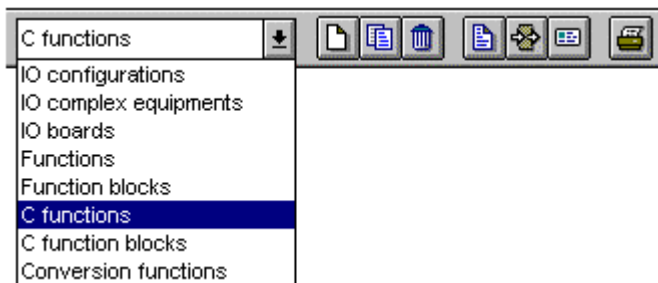 C functions
IO configurations
IO complex equipments
IO boards
Functions
Function blocks
C functions
C function blocks
Conversion functions